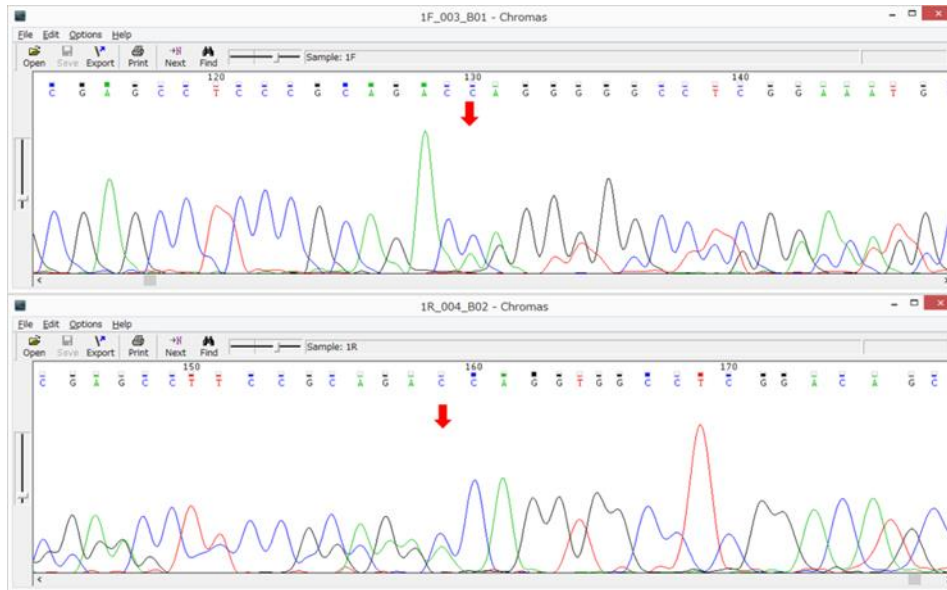 1F_003_B01 - Chromas
File Edit Options Help
Open Save Export Print Next Find Sample: 1F
120 130 140
C G A G C C T C C C G C A G A C C A G G G G G C C T C G G A A A T G
1R_004_B02 - Chromas
File Edit Options Help
Open Save Export Print Next Find Sample: 1R
150 160 170
C G A G C C T T C C G C A G A C C A G G T G G C C T C G G A C A G C